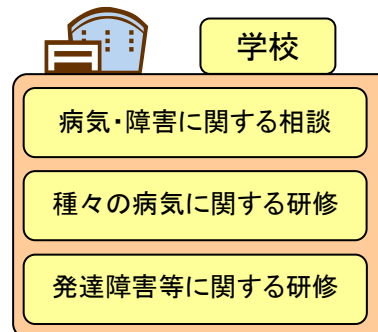 学校
病気・障害に関する相談
種々の病気に関する研修
発達障害等に関する研修